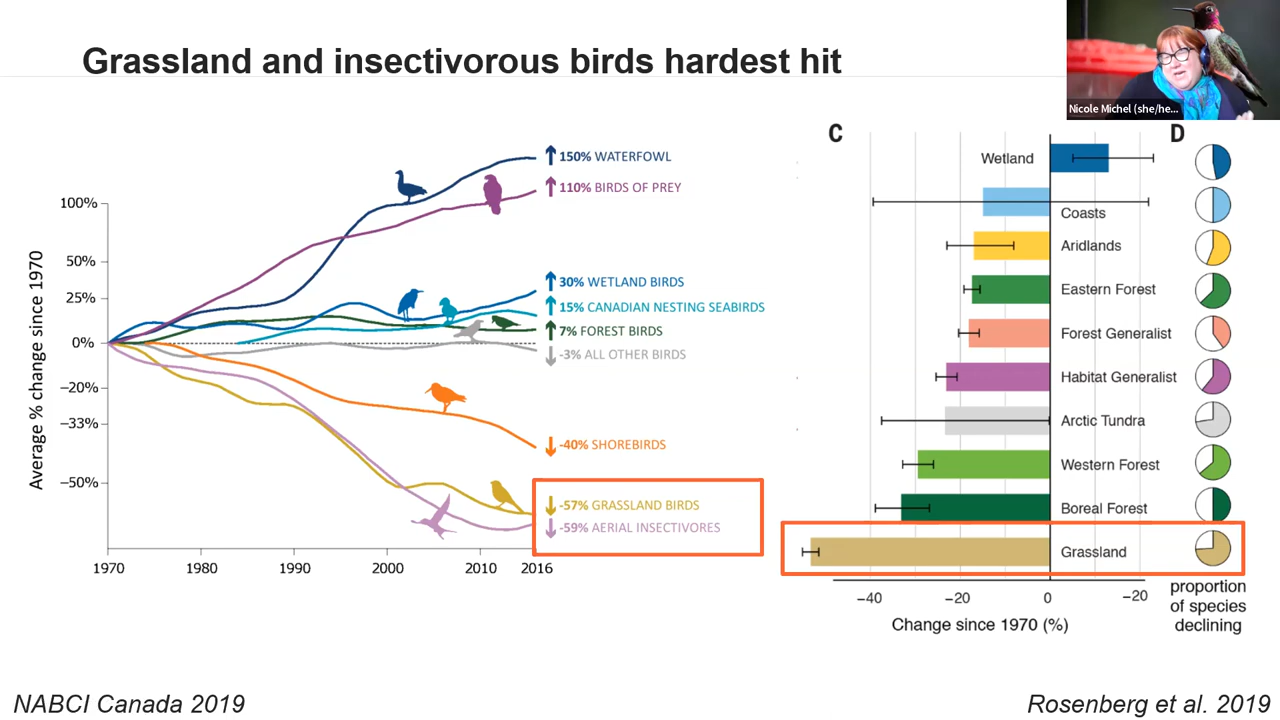 Grassland and insectivorous birds hardest hit
Nicole Michel (she/he...
Average % change since 1970
100%
50%
25%
0%
−20%
−33%
−50%
1970
1980
1990
2000
2010
2016
150% WATERFOWL
110% BIRDS OF PREY
30% WETLAND BIRDS
15% CANADIAN NESTING SEABIRDS
7% FOREST BIRDS
-3% ALL OTHER BIRDS
-40% SHOREBIRDS
-57% GRASSLAND BIRDS
-59% AERIAL INSECTIVORES
C
D
Wetland
Coasts
Aridlands
Eastern Forest
Forest Generalist
Habitat Generalist
Arctic Tundra
Western Forest
Boreal Forest
Grassland
−40
−20
0
−20
Change since 1970 (%)
proportion
of species
declining
NABCI Canada 2019
Rosenberg et al. 2019